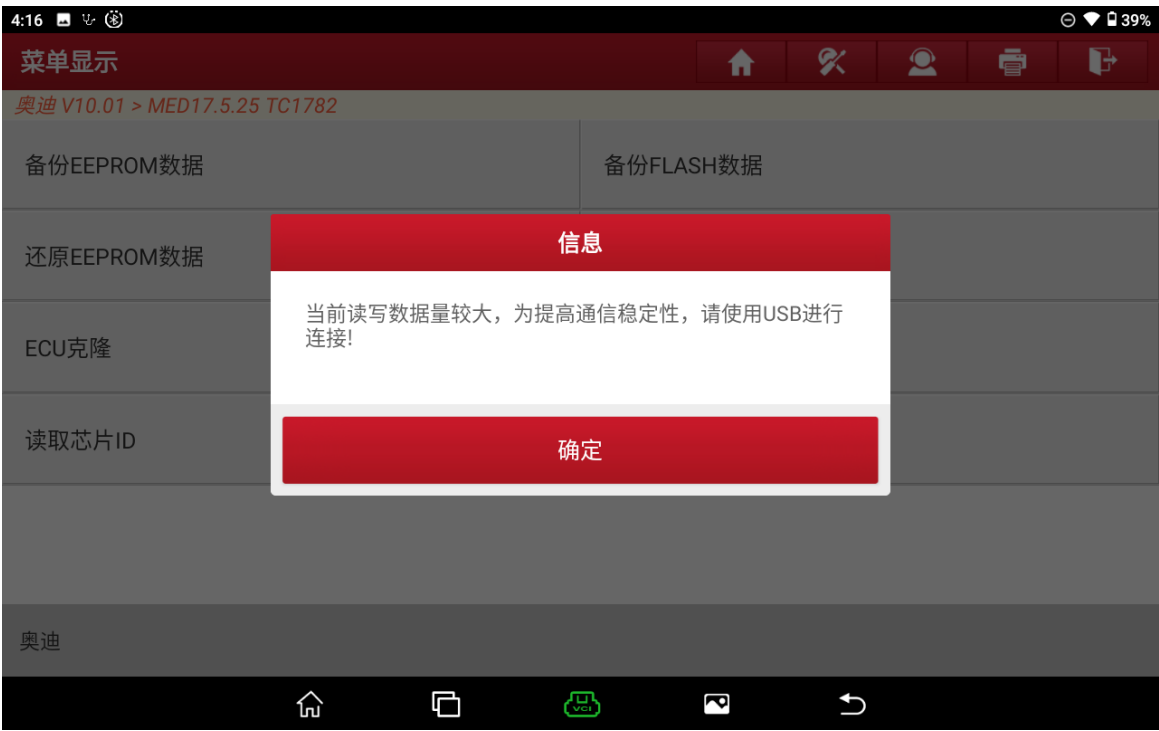 4:16
39%
菜单显示
奥迪 V10.01 > MED17.5.25 TC1782
备份EEPROM数据
备份FLASH数据
还原EEPROM数据
信息
当前读写数据量较大，为提高通信稳定性，请使用USB进行
连接!
ECU克隆
读取芯片ID
确定
奥迪
VCI